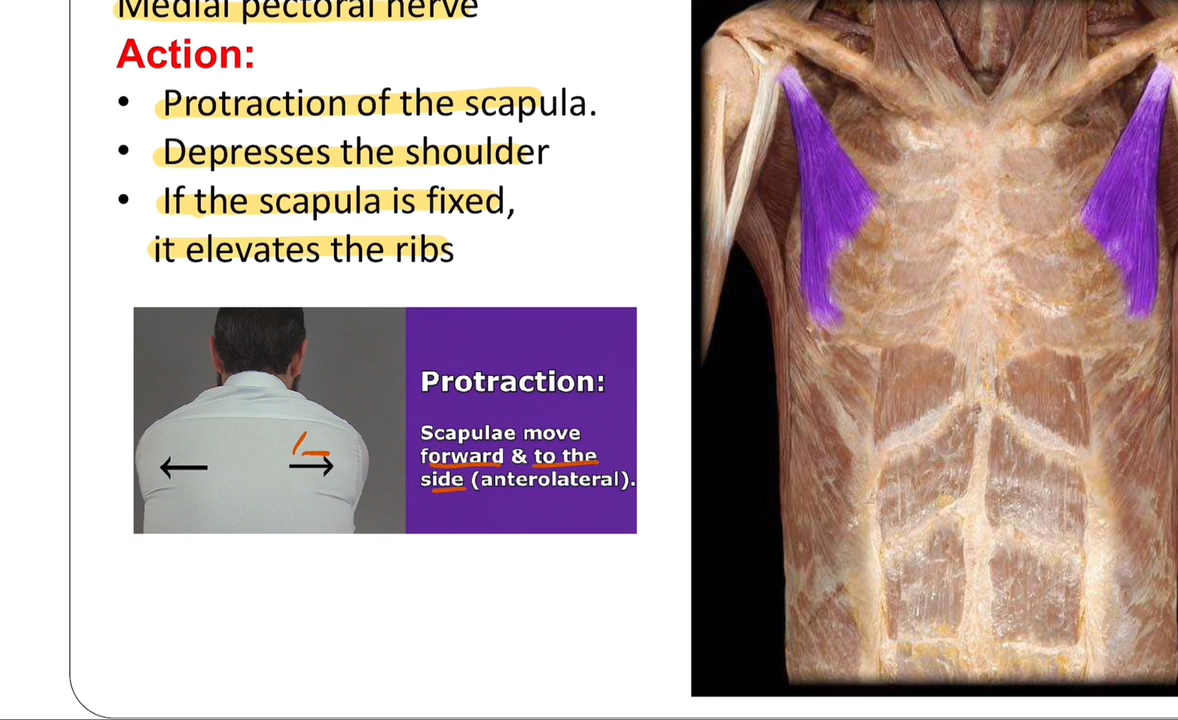 Medial pectoral nerve
Action:
• Protraction of the scapula.
• Depresses the shoulder
• If the scapula is fixed,
it elevates the ribs
Protraction:
Scapulae move
forward & to the
side (anterolateral).